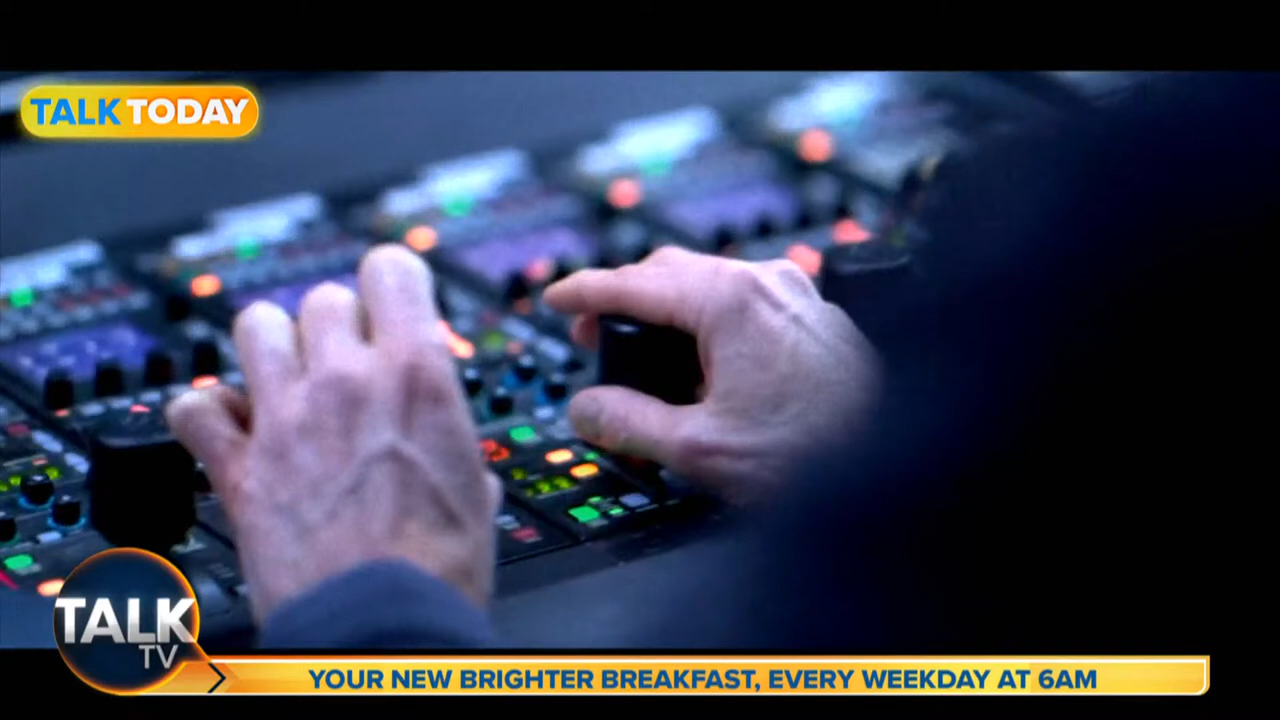 TALK TODAY
TALK
TV
YOUR NEW BRIGHTER BREAKFAST, EVERY WEEKDAY AT 6AM